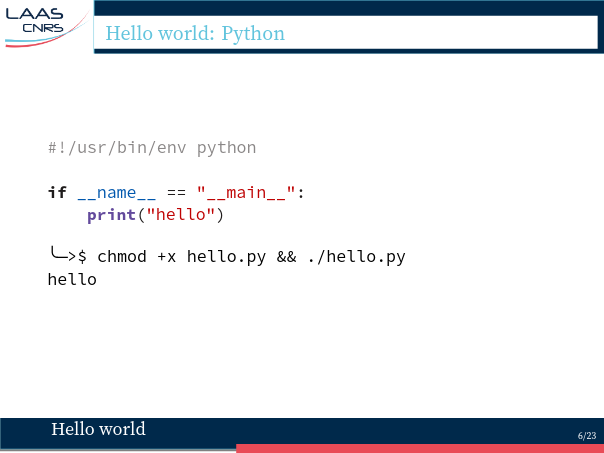 LAAS
CNRS
Hello world: Python
#!/usr/bin/env python
if __name__ == "__main__":
    print("hello")
╰─>$ chmod +x hello.py && ./hello.py
hello
Hello world
6/23